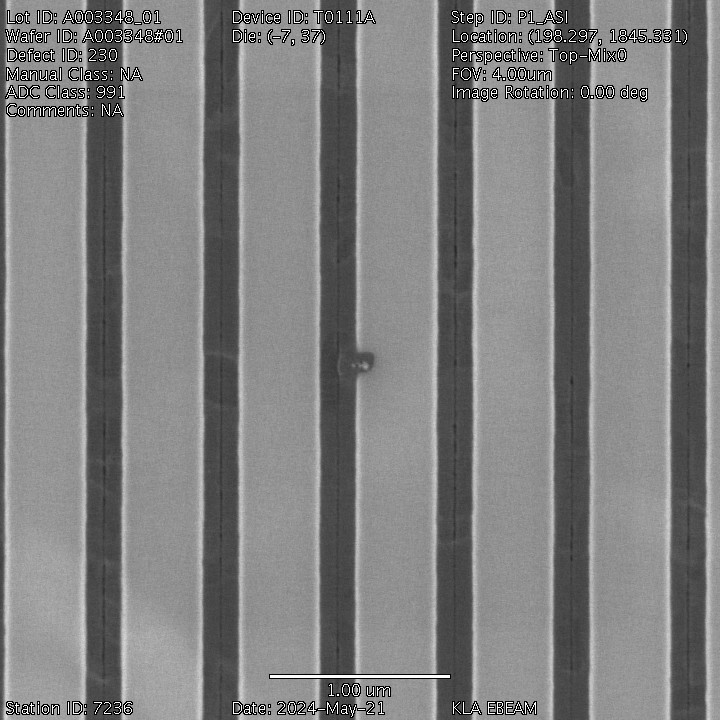 Lot ID: A003348_01
Wafer ID: A003348#01
Defect ID: 230
Manual Class: NA
ADC Class: 991
Comments: NA
Device ID: T0111A
Die: (-7, 37)
Step ID: P1_ASI
Location: (198.297, 1845.331)
Perspective: Top-Mix0
FOV: 4.00um
Image Rotation: 0.00 deg
1.00 um
Station ID: 7236
Date: 2024-May-21
KLA EBEAM